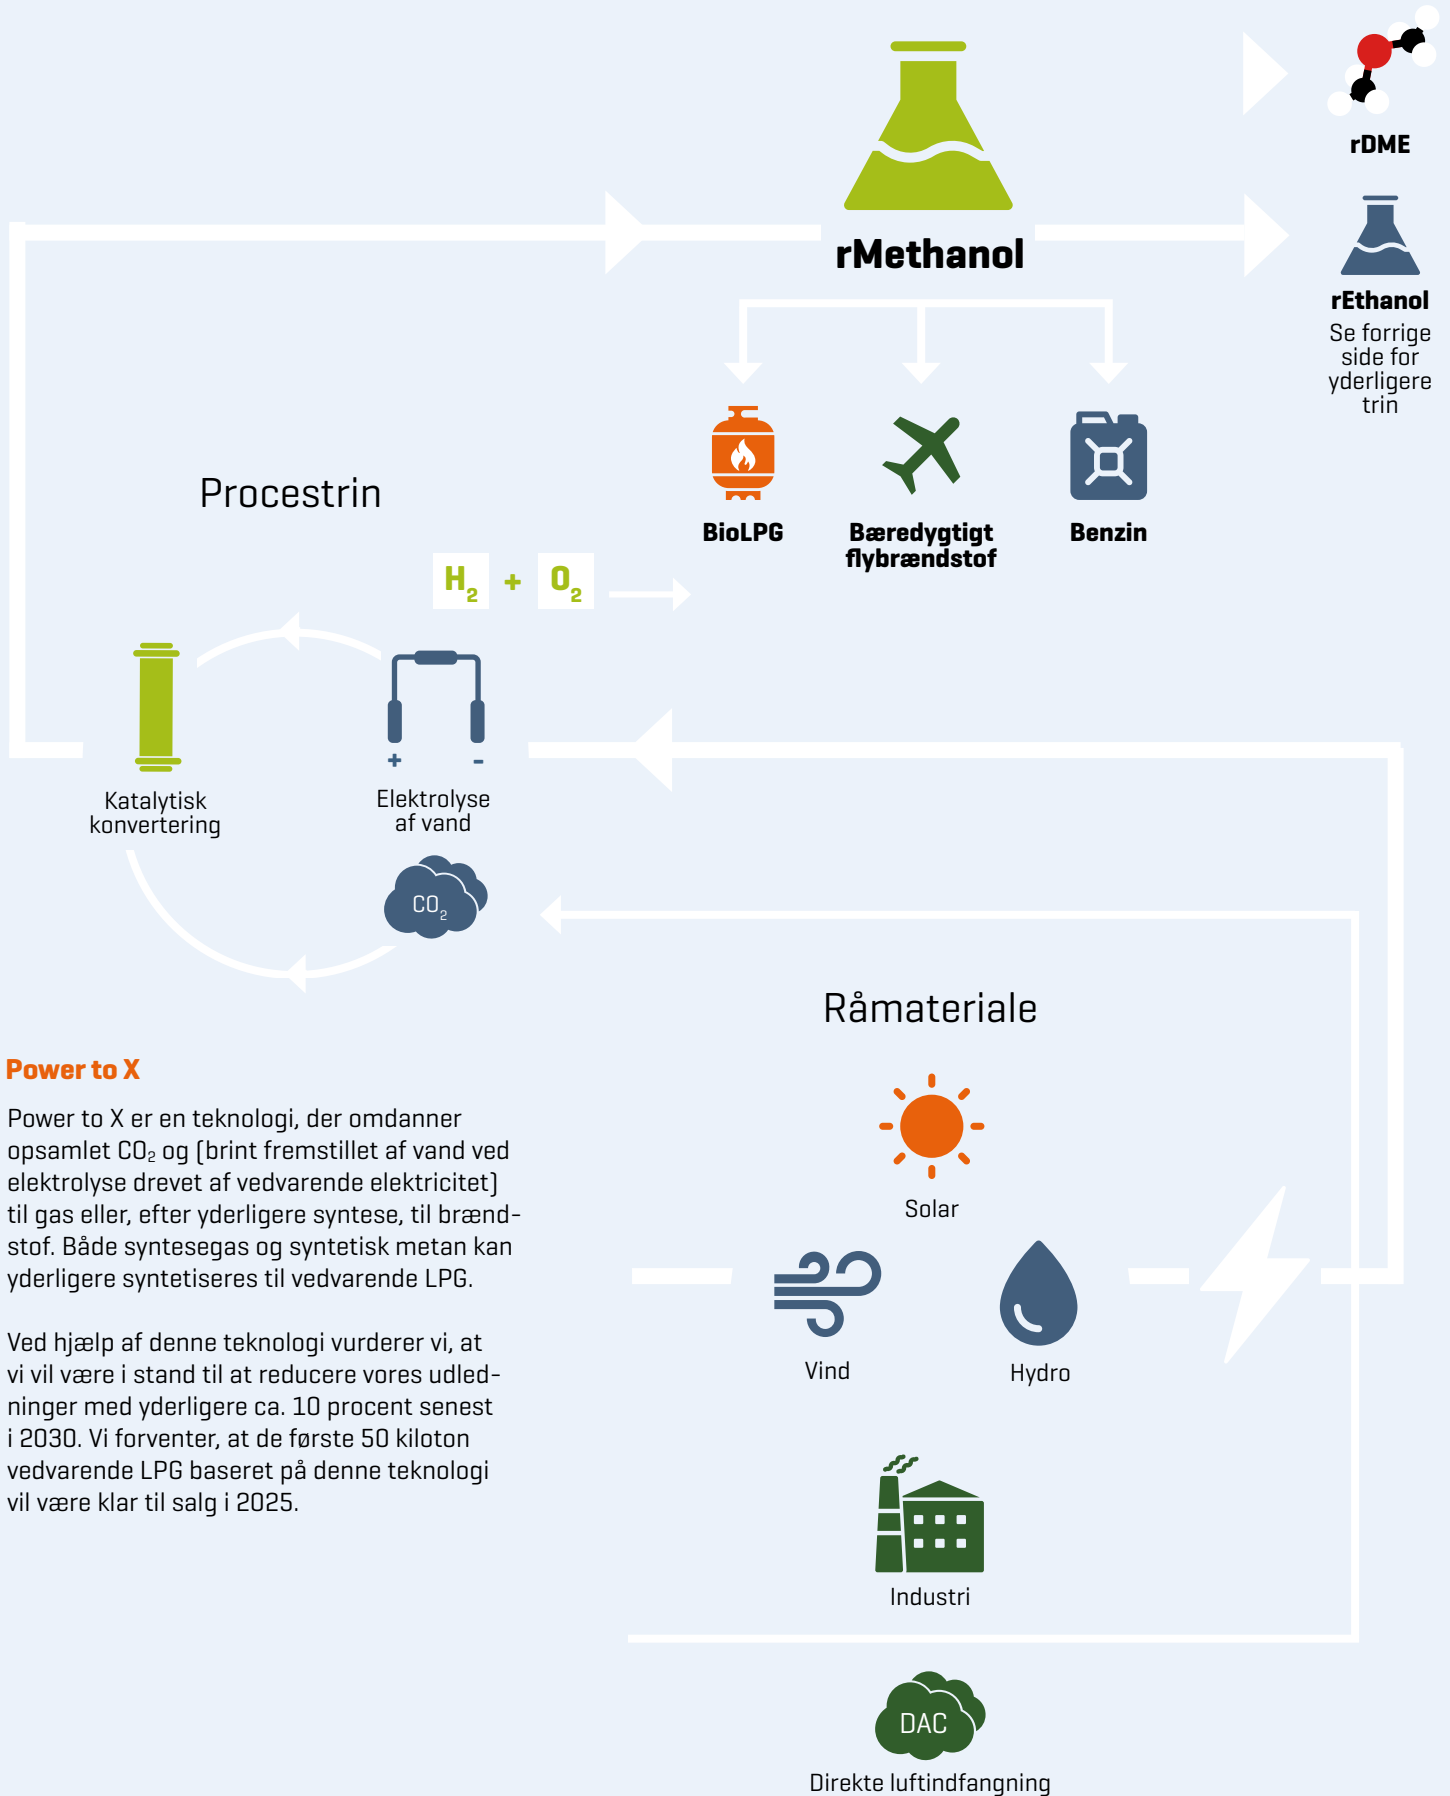 rDME
rMethanol
rEthanol
Se forrige
side for
yderligere
trin
BioLPG
Bæredygtigt
flybrændstof
Benzin
Procestrin
H₂ + O₂
+ -
Katalytisk
konvertering
Elektrolyse
af vand
CO₂
Råmateriale
Solar
Vind
Hydro
Industri
DAC
Direkte luftindfangning
Power to X
Power to X er en teknologi, der omdanner
opsamlet CO₂ og (brint fremstillet af vand ved
elektrolyse drevet af vedvarende elektricitet)
til gas eller, efter yderligere syntese, til brænd-
stof. Både syntesegas og syntetisk metan kan
yderligere syntetiseres til vedvarende LPG.
Ved hjælp af denne teknologi vurderer vi, at
vi vil være i stand til at reducere vores udled-
ninger med yderligere ca. 10 procent senest
i 2030. Vi forventer, at de første 50 kiloton
vedvarende LPG baseret på denne teknologi
vil være klar til salg i 2025.